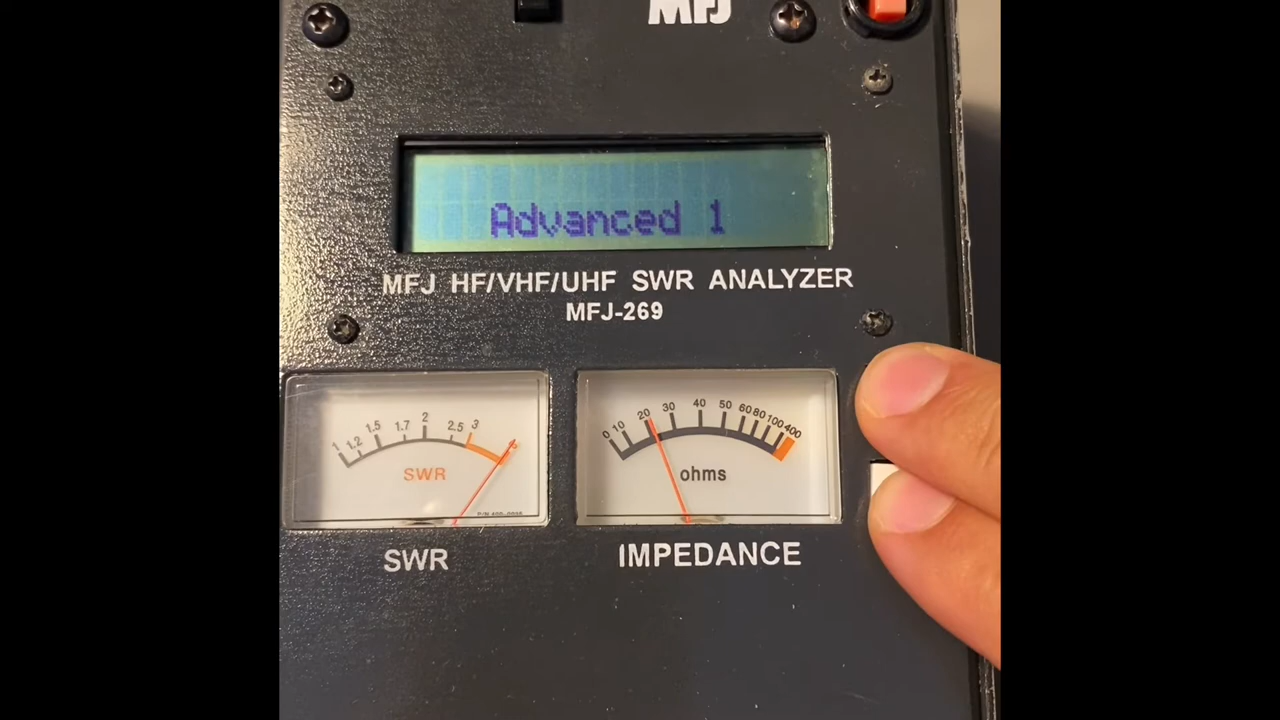 MFJ
Advanced 1
MFJ HF/VHF/UHF SWR ANALYZER
MFJ-269
1 1.2 1.5 1.7 2 2.5 3
SWR
0 10 20 30 40 50 60 80 100 400
ohms
SWR
IMPEDANCE